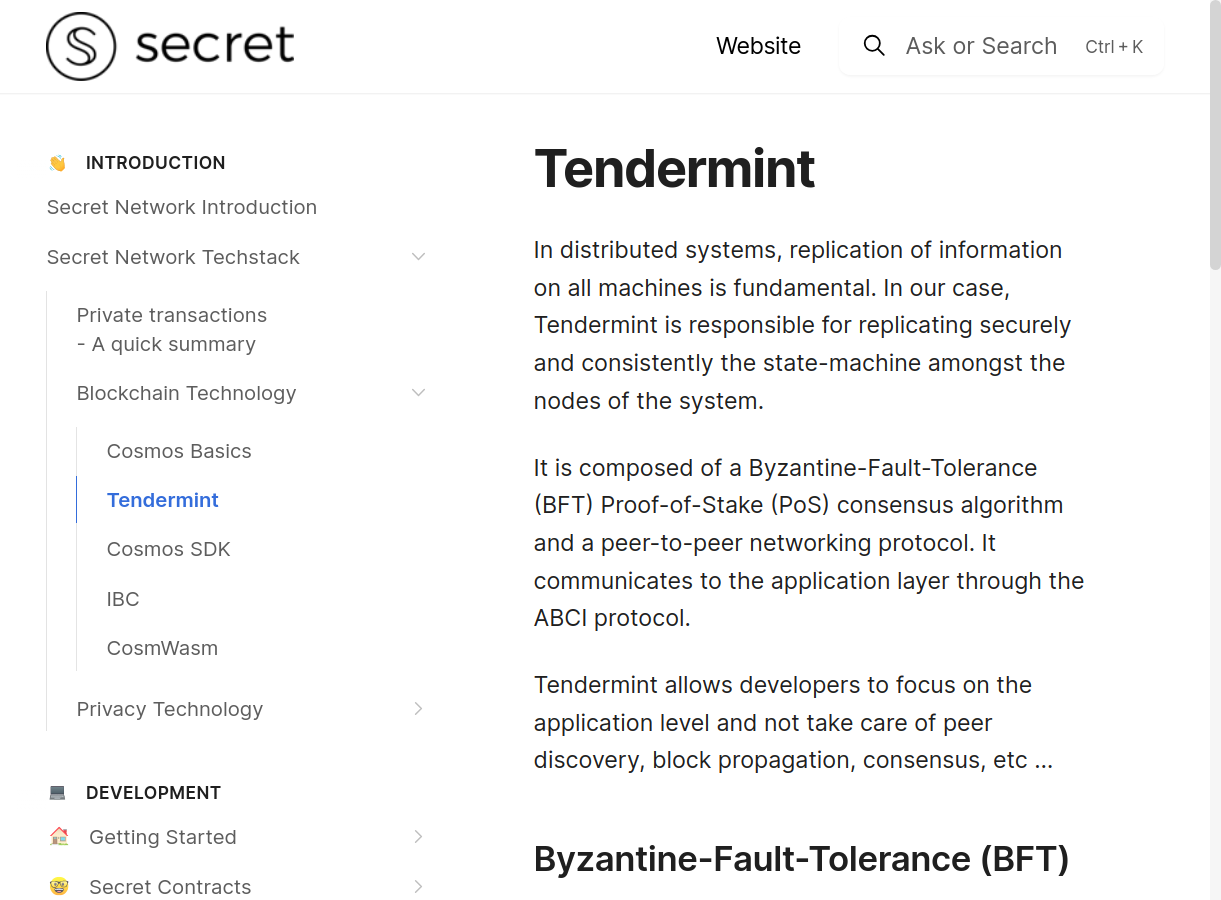 secret
Website
Ask or Search
Ctrl + K
INTRODUCTION
Secret Network Introduction
Secret Network Techstack
Private transactions
- A quick summary
Blockchain Technology
Cosmos Basics
Tendermint
Cosmos SDK
IBC
CosmWasm
Privacy Technology
DEVELOPMENT
Getting Started
Secret Contracts
Tendermint
In distributed systems, replication of information
on all machines is fundamental. In our case,
Tendermint is responsible for replicating securely
and consistently the state-machine amongst the
nodes of the system.
It is composed of a Byzantine-Fault-Tolerance
(BFT) Proof-of-Stake (PoS) consensus algorithm
and a peer-to-peer networking protocol. It
communicates to the application layer through the
ABCI protocol.
Tendermint allows developers to focus on the
application level and not take care of peer
discovery, block propagation, consensus, etc ...
Byzantine-Fault-Tolerance (BFT)